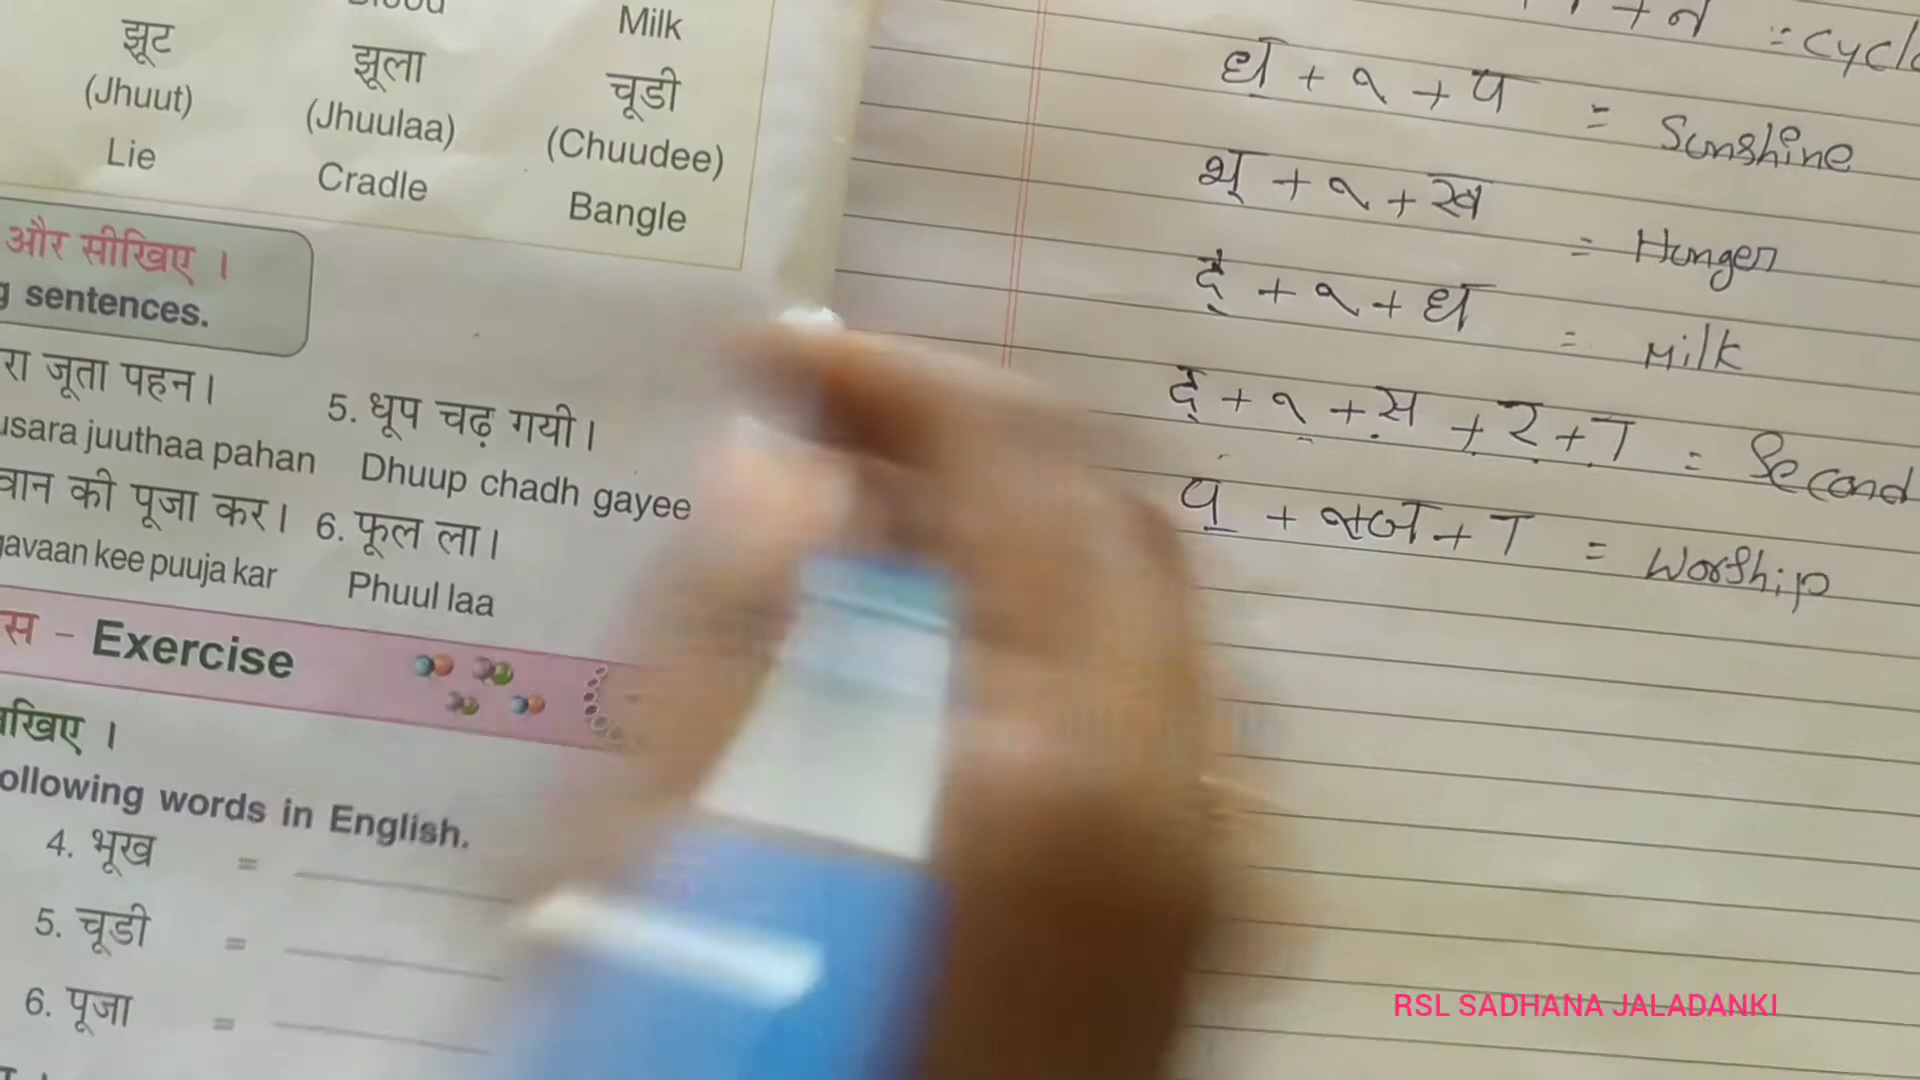 Milk
झूट झूला चूडी
(Jhuut) (Jhuulaa) (Chuudee)
Lie Cradle Bangle
और सीखिए ।
sentences.
रा जूता पहन। 5. धूप चढ़ गयी।
usara juuthaa pahan Dhuup chadh gayee
वान की पूजा कर। 6. फूल ला।
gavaan kee puuja kar Phuul laa
स - Exercise
खिए ।
ollowing words in English.
4. भूख =
5. चूडी =
6. पूजा =
+ न = Cycl
ध + ू + प = Sunshine
भ् + ू + ख = Hunger
द् + ू + ध = Milk
द् + ू + स + र + ा = Second
प + ू + ज + ा = Worship
RSL SADHANA JALADANKI